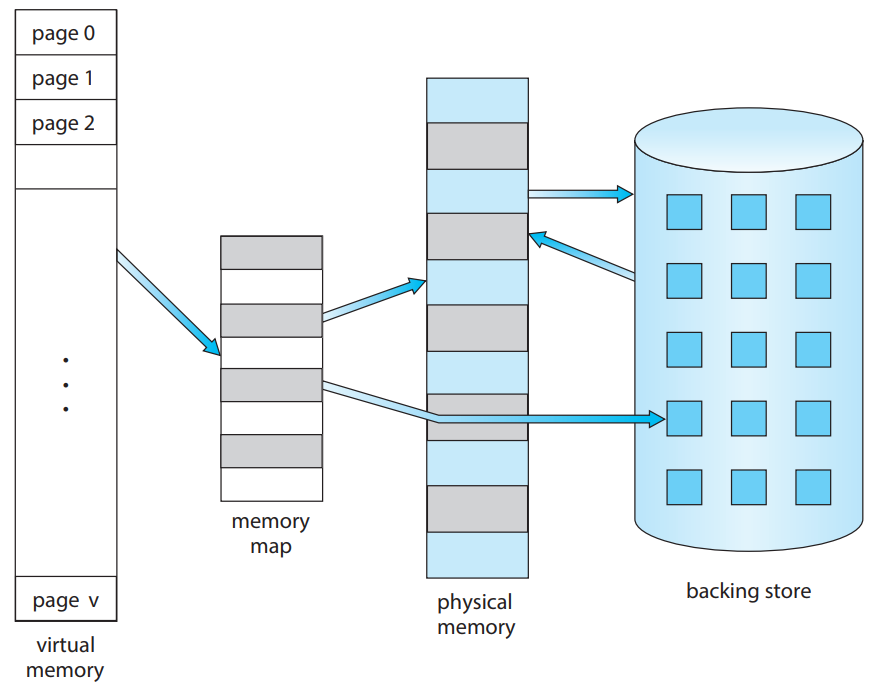 page 0
page 1
page 2
page v
virtual
memory
memory
map
physical
memory
backing store